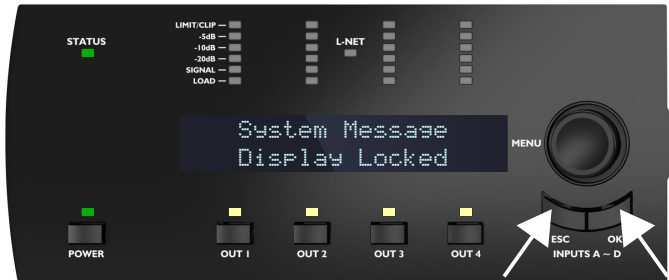 LIMIT/CLIP
-5dB
-10dB
-20dB
SIGNAL
LOAD
STATUS
L-NET
System Message
Display Locked
MENU
ESC
OK
INPUTS A ~ D
POWER
OUT 1
OUT 2
OUT 3
OUT 4